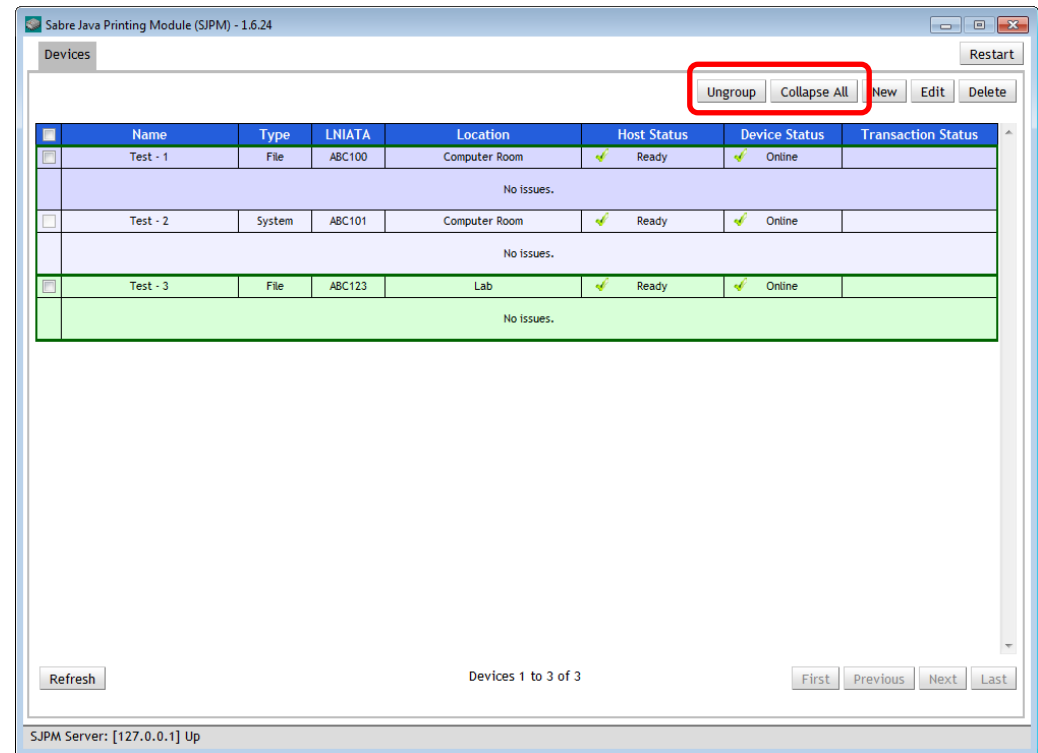 Sabre Java Printing Module (SJPM) - 1.6.24
Devices Restart
Ungroup Collapse All New Edit Delete
Name Type LNIATA Location Host Status Device Status Transaction Status
Test - 1 File ABC100 Computer Room Ready Online
No issues.
Test - 2 System ABC101 Computer Room Ready Online
No issues.
Test - 3 File ABC123 Lab Ready Online
No issues.
Refresh Devices 1 to 3 of 3 First Previous Next Last
SJPM Server: [127.0.0.1] Up